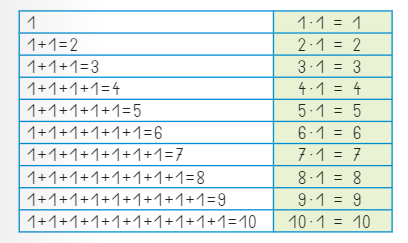 1 1·1 = 1
1+1=2 2·1 = 2
1+1+1=3 3·1 = 3
1+1+1+1=4 4·1 = 4
1+1+1+1+1=5 5·1 = 5
1+1+1+1+1+1=6 6·1 = 6
1+1+1+1+1+1+1=7 7·1 = 7
1+1+1+1+1+1+1+1=8 8·1 = 8
1+1+1+1+1+1+1+1+1=9 9·1 = 9
1+1+1+1+1+1+1+1+1+1=10 10·1 = 10